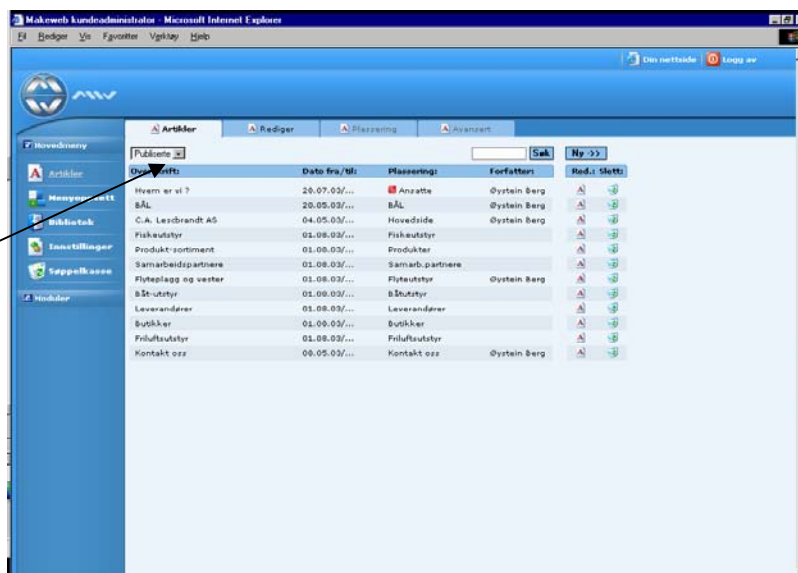 Makeweb kundeadministrator - Microsoft Internet Explorer
Fil Rediger Vis Favoritter Verktøy Hjelp
Din nettside Logg av
Artikler Rediger Plassering Avansert
Hovedmeny
Publiserte Søk Ny >>
Dato fra/til: Plassering: Forfatter: Red.: Slett:
Artikler
Hvem er vi ? 20.07.03/... Ansatte Øystein Berg
Menyoppsett
BÅL 20.05.03/... BÅL Øystein Berg
Bibliotek
C.A. Lescbrandt AS 04.05.03/... Hovedside Øystein Berg
Fiskeutstyr 01.08.03/... Fiskeutstyr
Innstillinger
Produkt-sortiment 01.08.03/... Produkter
Samarbeidspartnere 01.08.03/... Samarb.partnere
Søppelkasse
Flyteplagg og vester 01.08.03/... Flyteutstyr Øystein Berg
Båt-utstyr 01.08.03/... Båtutstyr
Moduler
Leverandører 01.08.03/... Leverandører
Butikker 01.08.03/... Butikker
Friluftsutstyr 01.08.03/... Friluftsutstyr
Kontakt oss 08.05.03/... Kontakt oss Øystein Berg